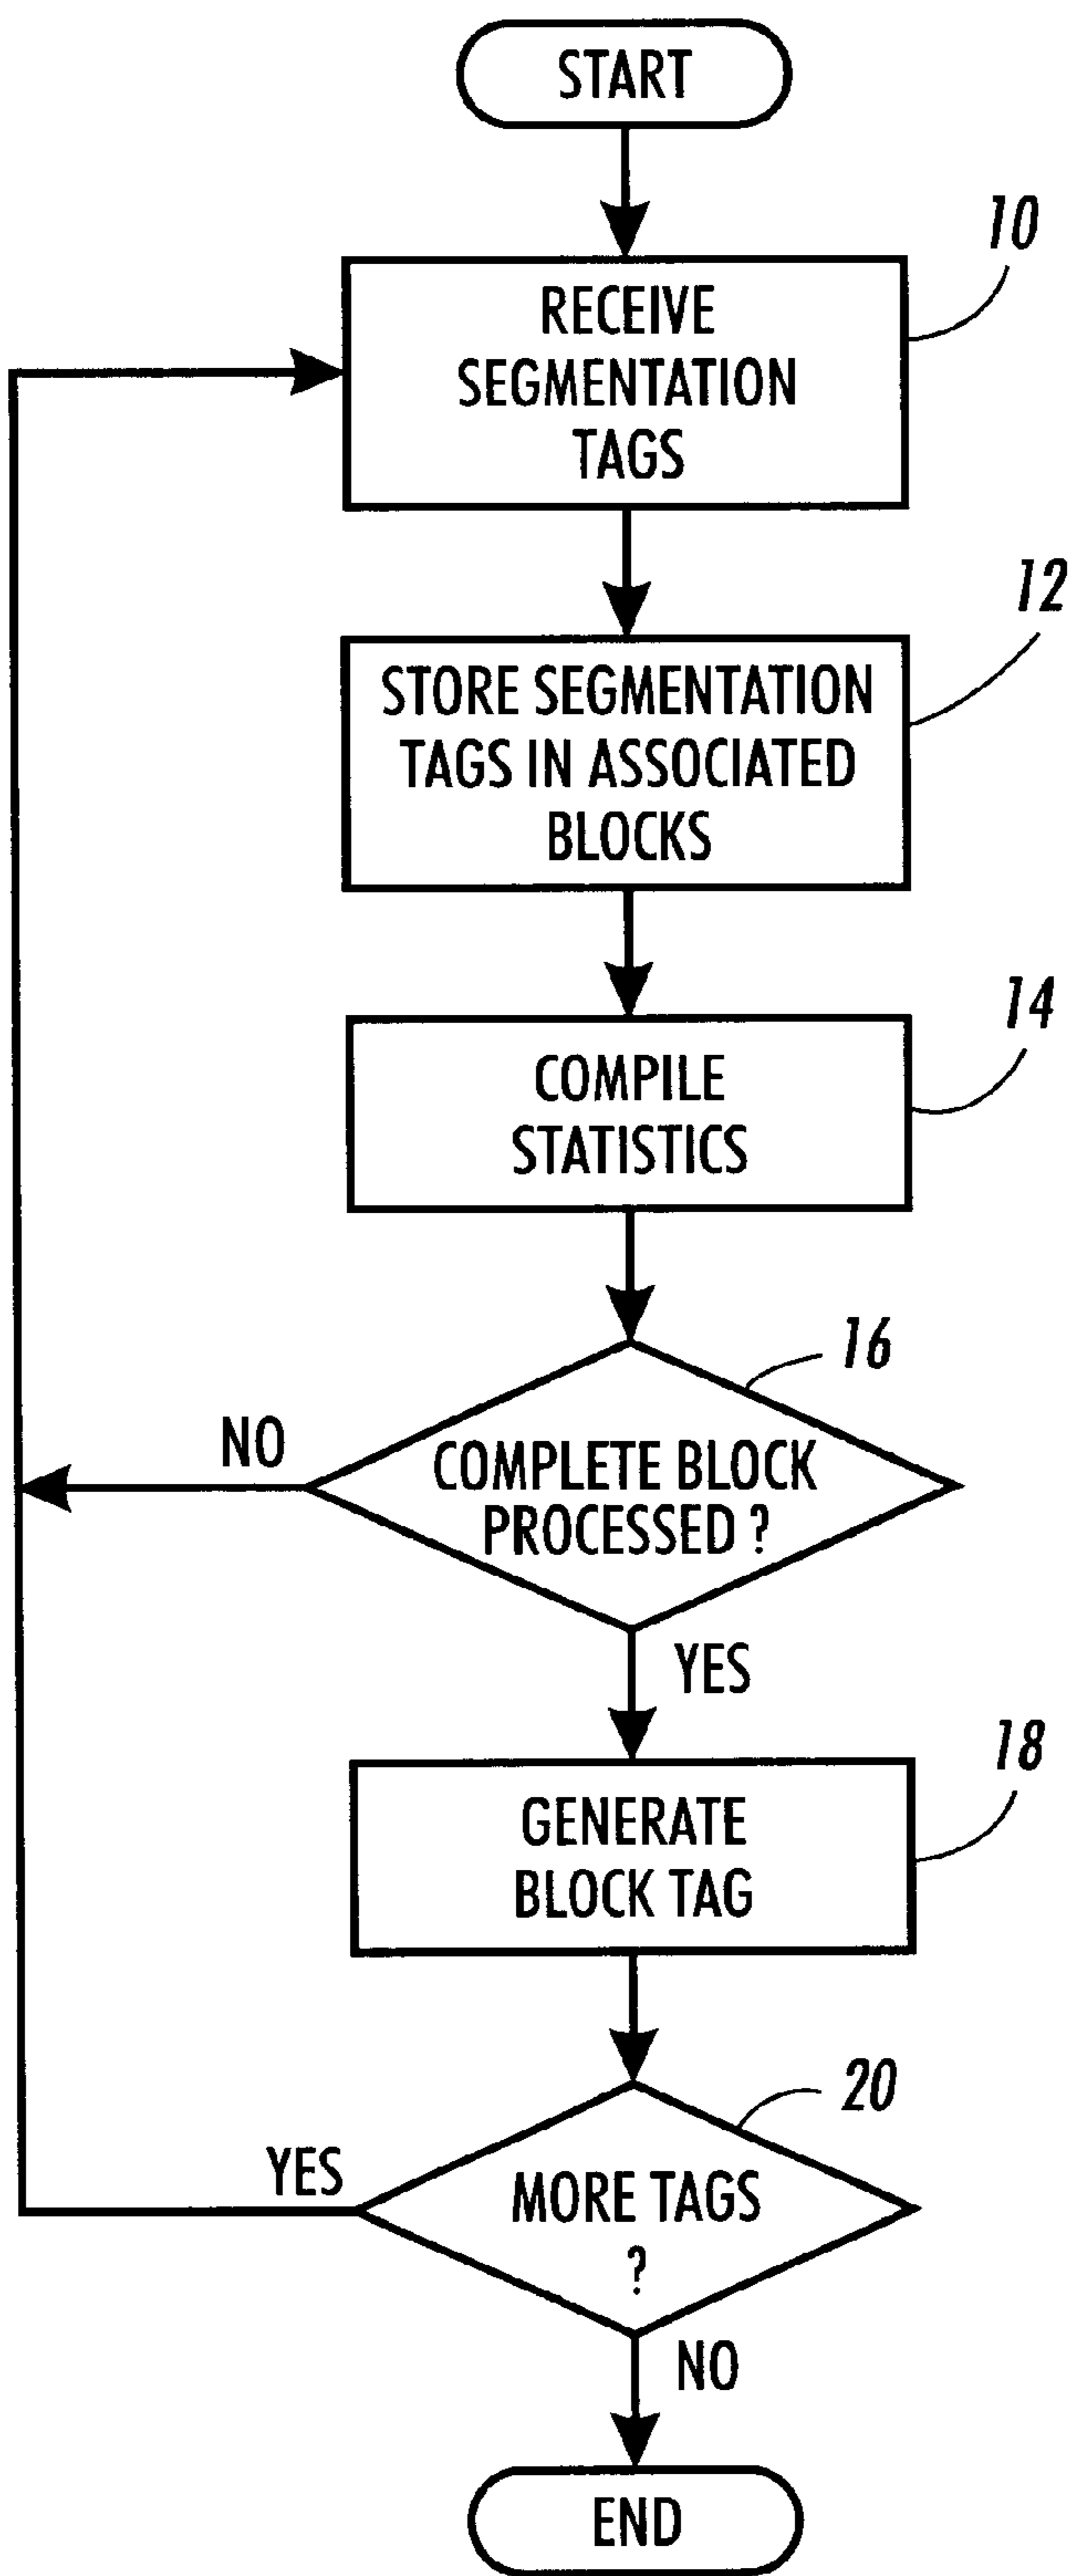 START
10
RECEIVE
SEGMENTATION
TAGS
12
STORE SEGMENTATION
TAGS IN ASSOCIATED
BLOCKS
14
COMPILE
STATISTICS
16
NO
COMPLETE BLOCK
PROCESSED ?
YES
18
GENERATE
BLOCK TAG
20
YES
MORE TAGS
?
NO
END